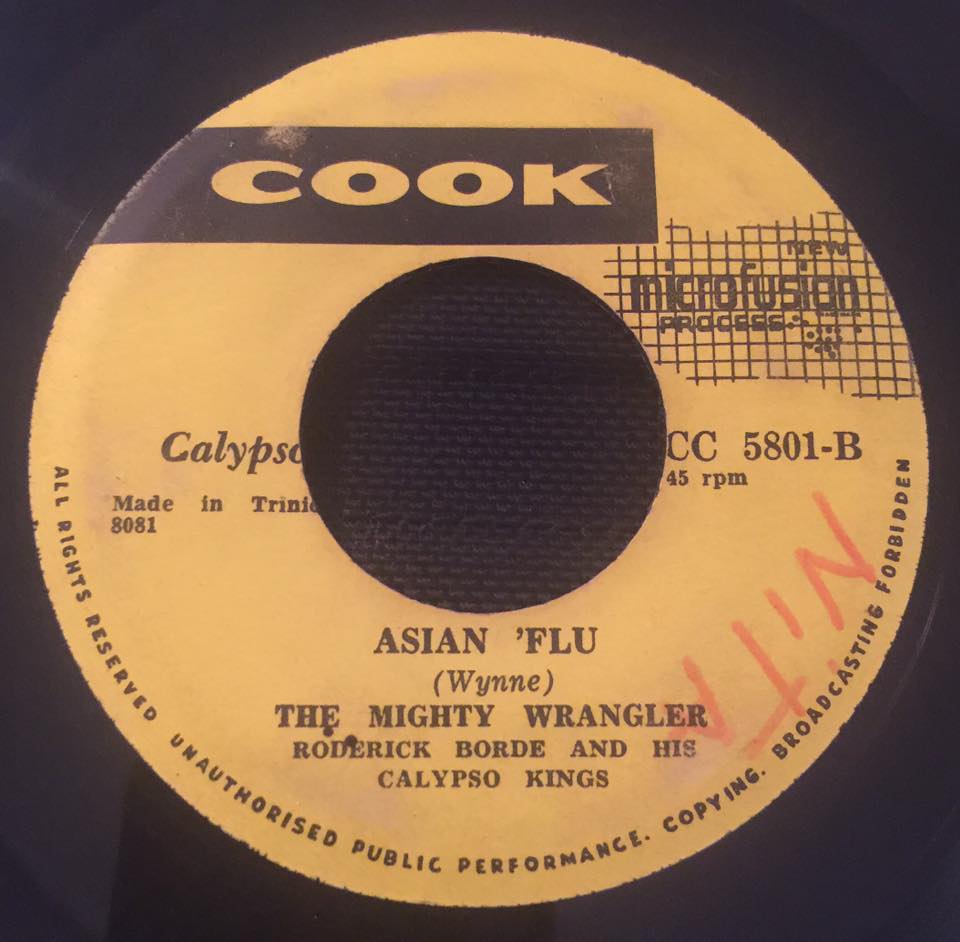 COOK
NEW
microfusion
PROCESS
Calypso
CC 5801-B
Made in Trini
45 rpm
8081
ASIAN 'FLU
(Wynne)
THE MIGHTY WRANGLER
RODERICK BORDE AND HIS
CALYPSO KINGS
ALL RIGHTS RESERVED UNAUTHORISED PUBLIC PERFORMANCE. COPYING. BROADCASTING FORBIDDEN